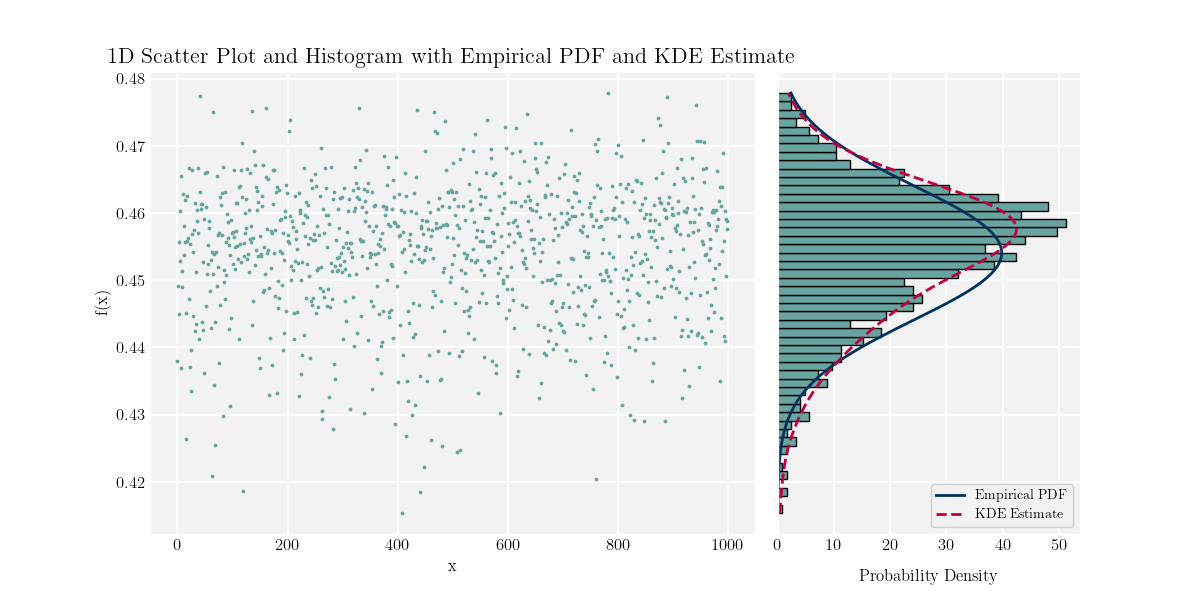 1D Scatter Plot and Histogram with Empirical PDF and KDE Estimate
0.48
0.47
0.46
0.45
0.44
0.43
0.42
f(x)
0 200 400 600 800 1000
x
Empirical PDF
KDE Estimate
0 10 20 30 40 50
Probability Density